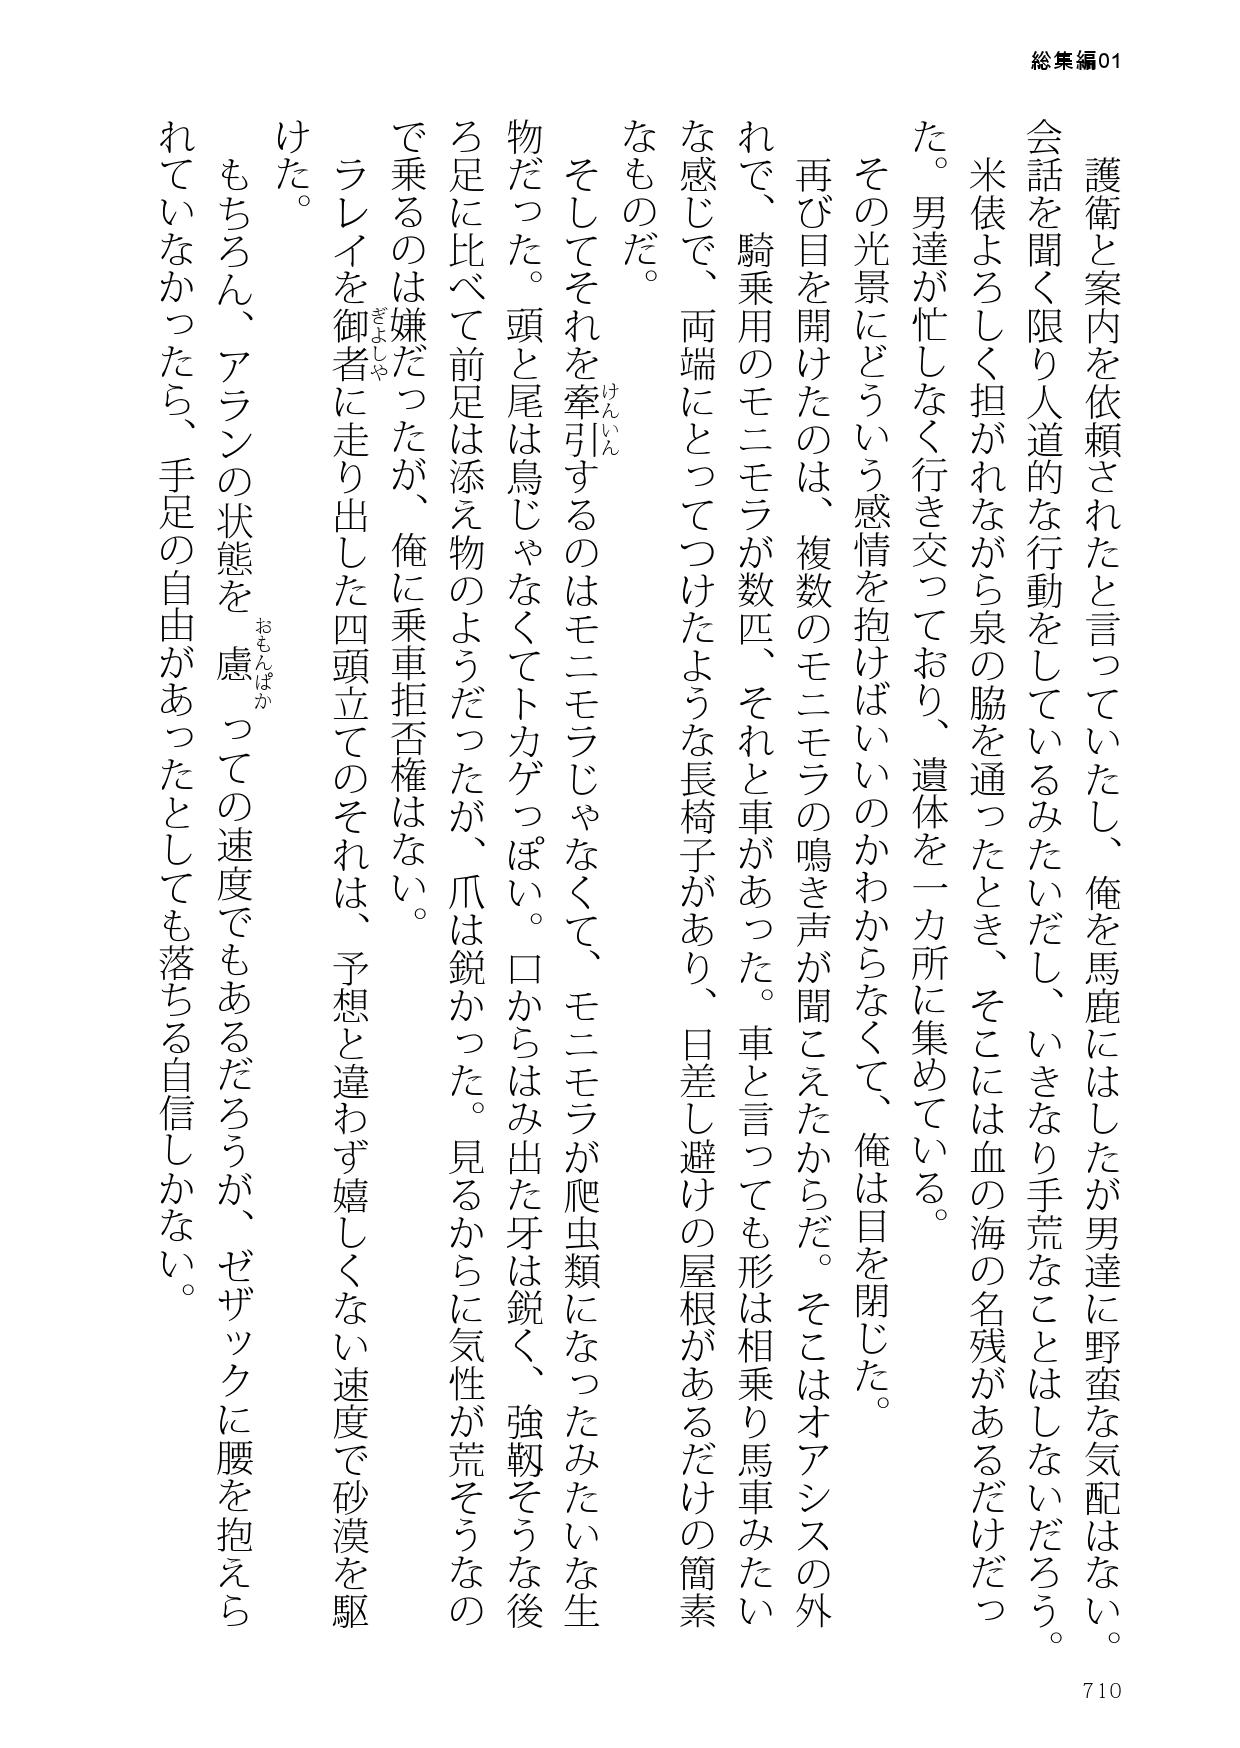 総集編01
　護衛と案内を依頼されたと言っていたし、俺を馬鹿にはしたが男達に野蛮な気配はない。
会話を聞く限り人道的な行動をしているみたいだし、いきなり手荒なことはしないだろう。
　米俵よろしく担がれながら泉の脇を通ったとき、そこには血の海の名残があるだけだっ
た。男達が忙しなく行き交っており、遺体を一カ所に集めている。
　その光景にどういう感情を抱けばいいのかわからなくて、俺は目を閉じた。
　再び目を開けたのは、複数のモニモラの鳴き声が聞こえたからだ。そこはオアシスの外
れで、騎乗用のモニモラが数匹、それと車があった。車と言っても形は相乗り馬車みたい
な感じで、両端にとってつけたような長椅子があり、日差し避けの屋根があるだけの簡素
なものだ。
　そしてそれを牽引するのはモニモラじゃなくて、モニモラが爬虫類になったみたいな生
けんいん
物だった。頭と尾は鳥じゃなくてトカゲっぽい。口からはみ出た牙は鋭く、強靭そうな後
ろ足に比べて前足は添え物のようだったが、爪は鋭かった。見るからに気性が荒そうなの
で乗るのは嫌だったが、俺に乗車拒否権はない。
　ラレイを御者に走り出した四頭立てのそれは、予想と違わず嬉しくない速度で砂漠を駆
ぎよしや
けた。
　もちろん、アランの状態を慮っての速度でもあるだろうが、ゼザックに腰を抱えら
おもんぱか
れていなかったら、手足の自由があったとしても落ちる自信しかない。
710